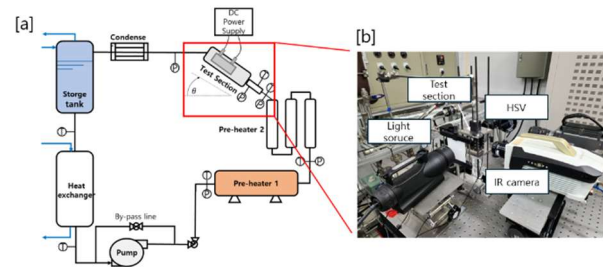 [a]
DC
Power
Supply
Condense
Storge
tank
P
Test Section
T
T
P
θ
Pre-heater 2
T
Heat
exchanger
T
P
Pre-heater 1
T
P
By-pass line
T
Pump
[b]
Test
section
HSV
Light
soruce
IR camera